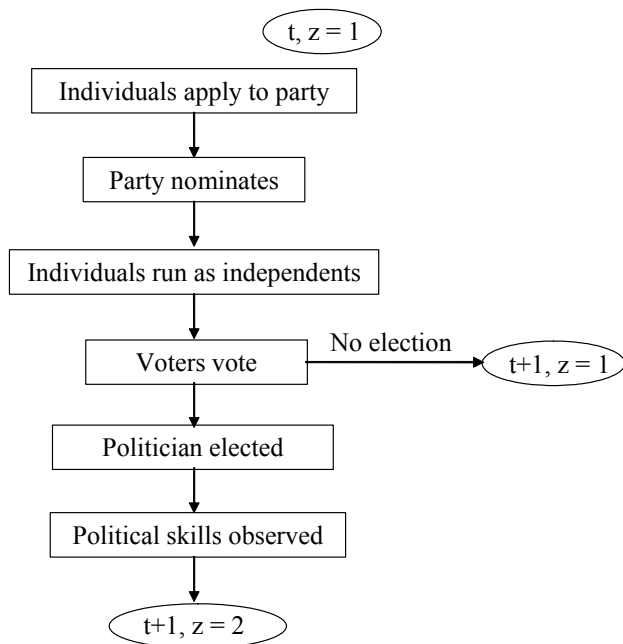 t, z = 1
Individuals apply to party
Party nominates
Individuals run as independents
Voters vote
No election
t+1, z = 1
Politician elected
Political skills observed
t+1, z = 2